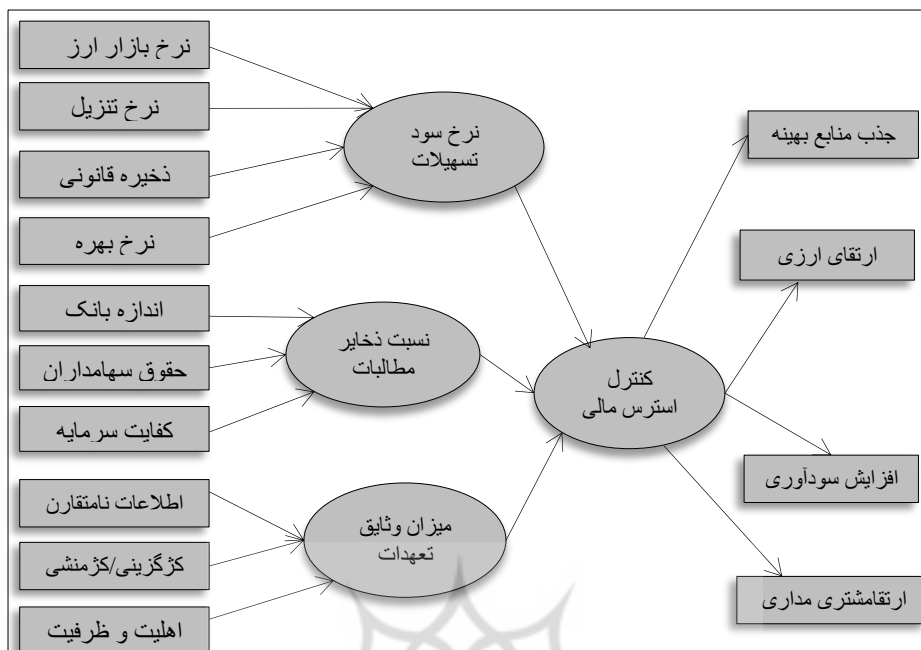 نرخ بازار ارز
نرخ تنزیل
ذخیره قانونی
نرخ بهره
اندازه بانک
حقوق سهامداران
کفایت سرمایه
اطلاعات نامتقارن
کژگزینی/کژمنشی
اهلیت و ظرفیت
نرخ سود
تسهیلات
نسبت ذخایر
مطالبات
میزان وثایق
تعهدات
کنترل
استرس مالی
جذب منابع بهینه
ارتقای ارزی
افزایش سودآوری
ارتقامشتری مداری